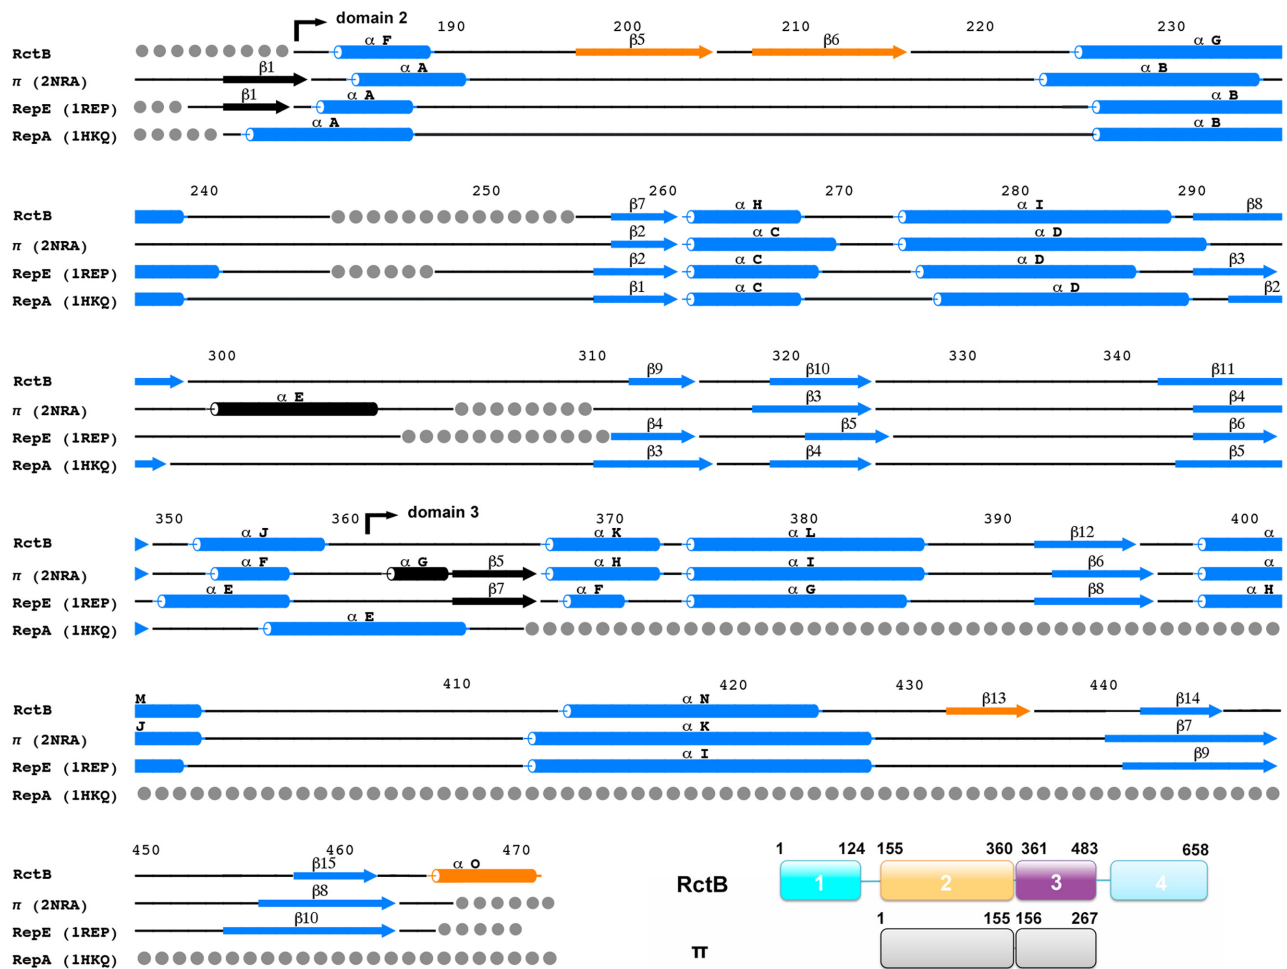 domain 2
190 200 210 220 230
RctB α F β5 β6 α G
π (2NRA) β1 α A α B
RepE (1REP) β1 α A α B
RepA (1HKQ) α A α B
240 250 260 270 280 290
RctB β7 α H α I β8
π (2NRA) β2 α C α D
RepE (1REP) β2 α C α D β3
RepA (1HKQ) β1 α C α D β2
300 310 320 330 340
RctB β9 β10 β11
π (2NRA) α E β3 β4
RepE (1REP) β4 β5 β6
RepA (1HKQ) β3 β4 β5
350 360 domain 3 370 380 390 400
RctB α J α K α L β12 α
π (2NRA) α F α G β5 α H α I β6 α
RepE (1REP) α E β7 α F α G β8 α H
RepA (1HKQ) α E
410 420 430 440
RctB M α N β13 β14
π (2NRA) J α K β7
RepE (1REP) α I β9
RepA (1HKQ)
450 460 470
RctB β15 α O
π (2NRA) β8
RepE (1REP) β10
RepA (1HKQ)
1 124 155 360 361 483 658
RctB 1 2 3 4
1 155 156 267
π